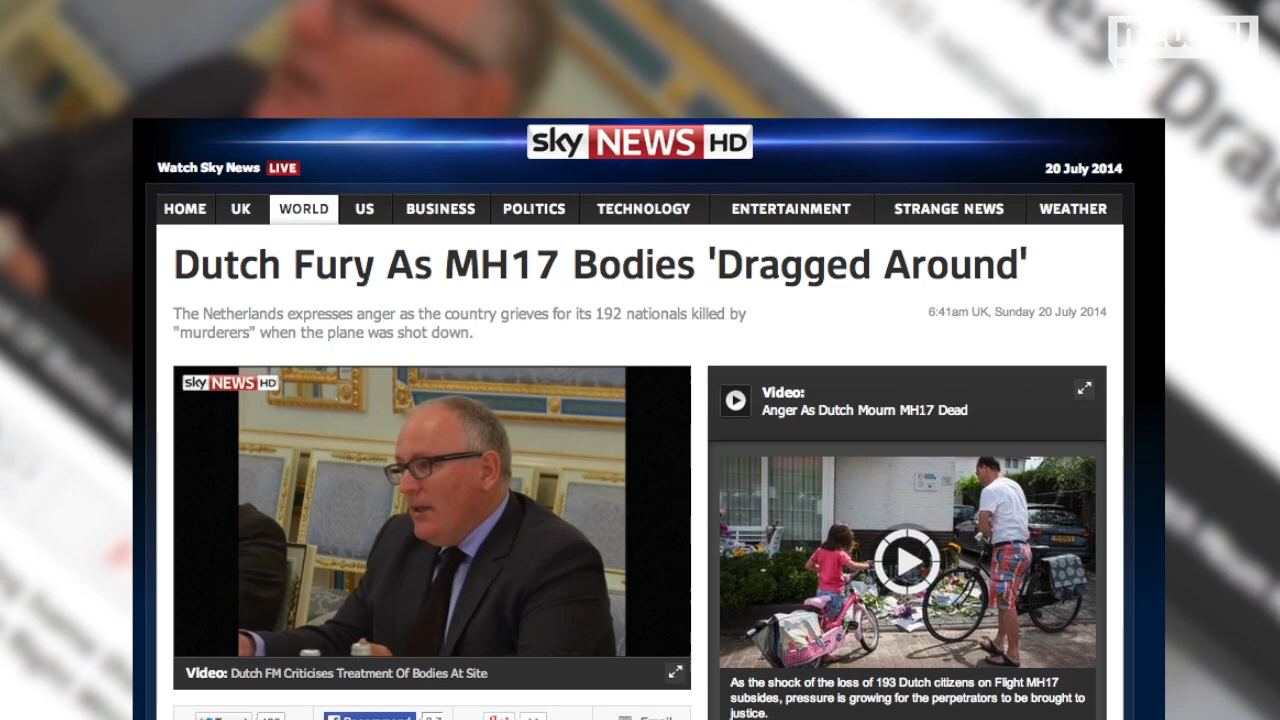 newsy
sky NEWS HD
Watch Sky News LIVE
20 July 2014
HOME UK WORLD US BUSINESS POLITICS TECHNOLOGY ENTERTAINMENT STRANGE NEWS WEATHER
Dutch Fury As MH17 Bodies 'Dragged Around'
The Netherlands expresses anger as the country grieves for its 192 nationals killed by
"murderers" when the plane was shot down.
6:41am UK, Sunday 20 July 2014
sky NEWS HD
Video: Dutch FM Criticises Treatment Of Bodies At Site
Video:
Anger As Dutch Mourn MH17 Dead
As the shock of the loss of 193 Dutch citizens on Flight MH17
subsides, pressure is growing for the perpetrators to be brought to
justice.
Recommend
Email
Drag